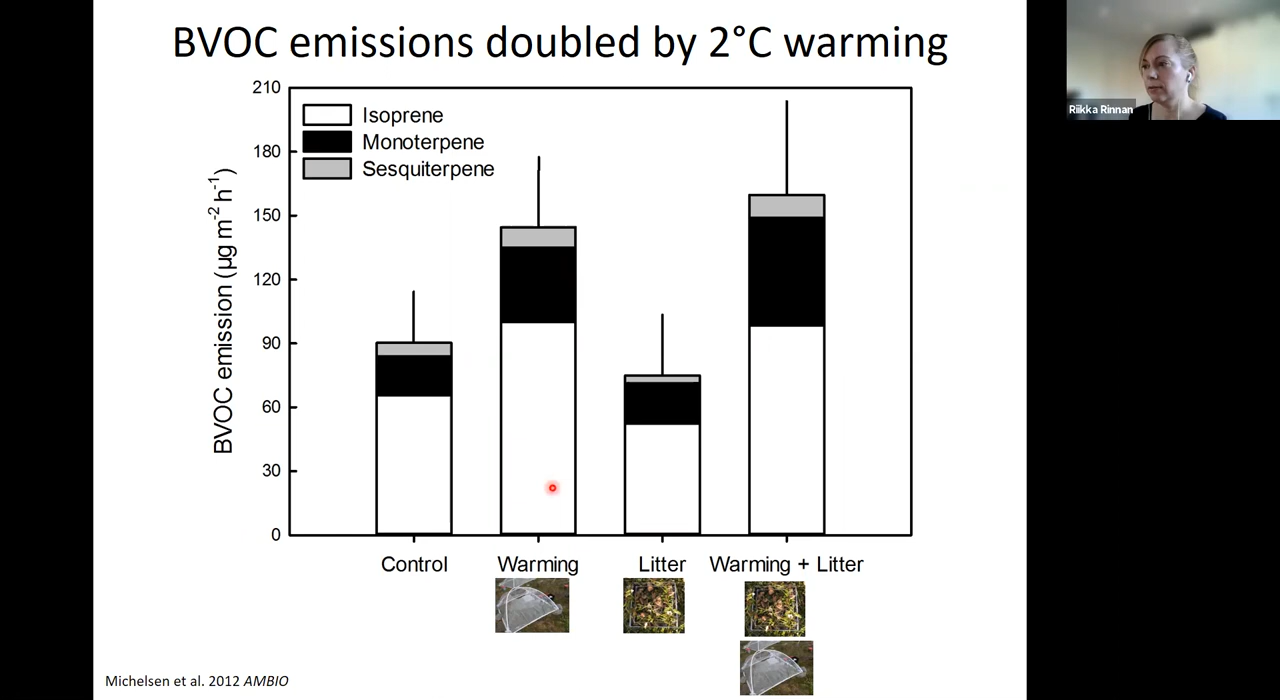 BVOC emissions doubled by 2°C warming
Riikka Rinnan
210
180
150
120
90
60
30
0
BVOC emission (µg m-2 h-1)
Isoprene
Monoterpene
Sesquiterpene
Control
Warming
Litter
Warming + Litter
Michelsen et al. 2012 AMBIO